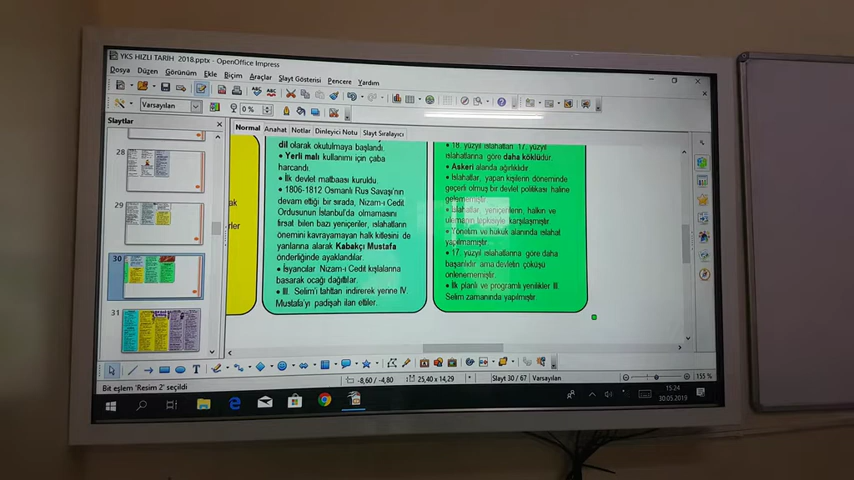 YKS HIZLI TARIH 2018.pptx - OpenOffice Impress
Dosya Düzen Görünüm Ekle Biçim Araçlar Slayt Gösterisi Pencere Yardım
Varsayılan
0 %
Slaytlar
Normal Anahat Notlar Dinleyici Notu Slayt Sıralayıcı
28
29
30
31
dil olarak okutulmaya başlandı.
• Yerli malı kullanımı için çaba
harcandı.
• İlk devlet matbaası kuruldu.
• 1806-1812 Osmanlı Rus Savaşı'nın
devam ettiği bir sırada, Nizam-ı Cedit
Ordusunun İstanbul'da olmamasını
fırsat bilen bazı yeniçeriler, ıslahatların
önemini kavrayamayan halk kitlesini de
yanlarına alarak Kabakçı Mustafa
önderliğinde ayaklandılar.
• İsyancılar Nizam-ı Cedit kışlalarına
basarak ocağı dağıttılar.
• III. Selim'i tahttan indirerek yerine IV.
Mustafa'yı padişah ilan ettiler.
• 18. yüzyıl ıslahatları 17. yüzyıl
ıslahatlarına göre daha köklüdür.
• Askeri alanda ağırlıklıdır.
• Islahatlar, yapan kişilerin döneminde
geçerli olmuş bir devlet politikası haline
gelememiştir.
• Islahatlar, yeniçerilerin, halkın ve
ulemanın tepkisiyle karşılaşmıştır.
• Yönetim ve hukuk alanında ıslahat
yapılmamıştır.
• 17. yüzyıl ıslahatlarına göre daha
başarılıdır ama devletin çöküşü
önlenememiştir.
• İlk planlı ve programlı yenilikler III.
Selim zamanında yapılmıştır.
Bit eşlem 'Resim 2' seçildi
-8,60 / -4,80
25,40 x 14,29
Slayt 30 / 67
Varsayılan
155 %
15:24
30.05.2019